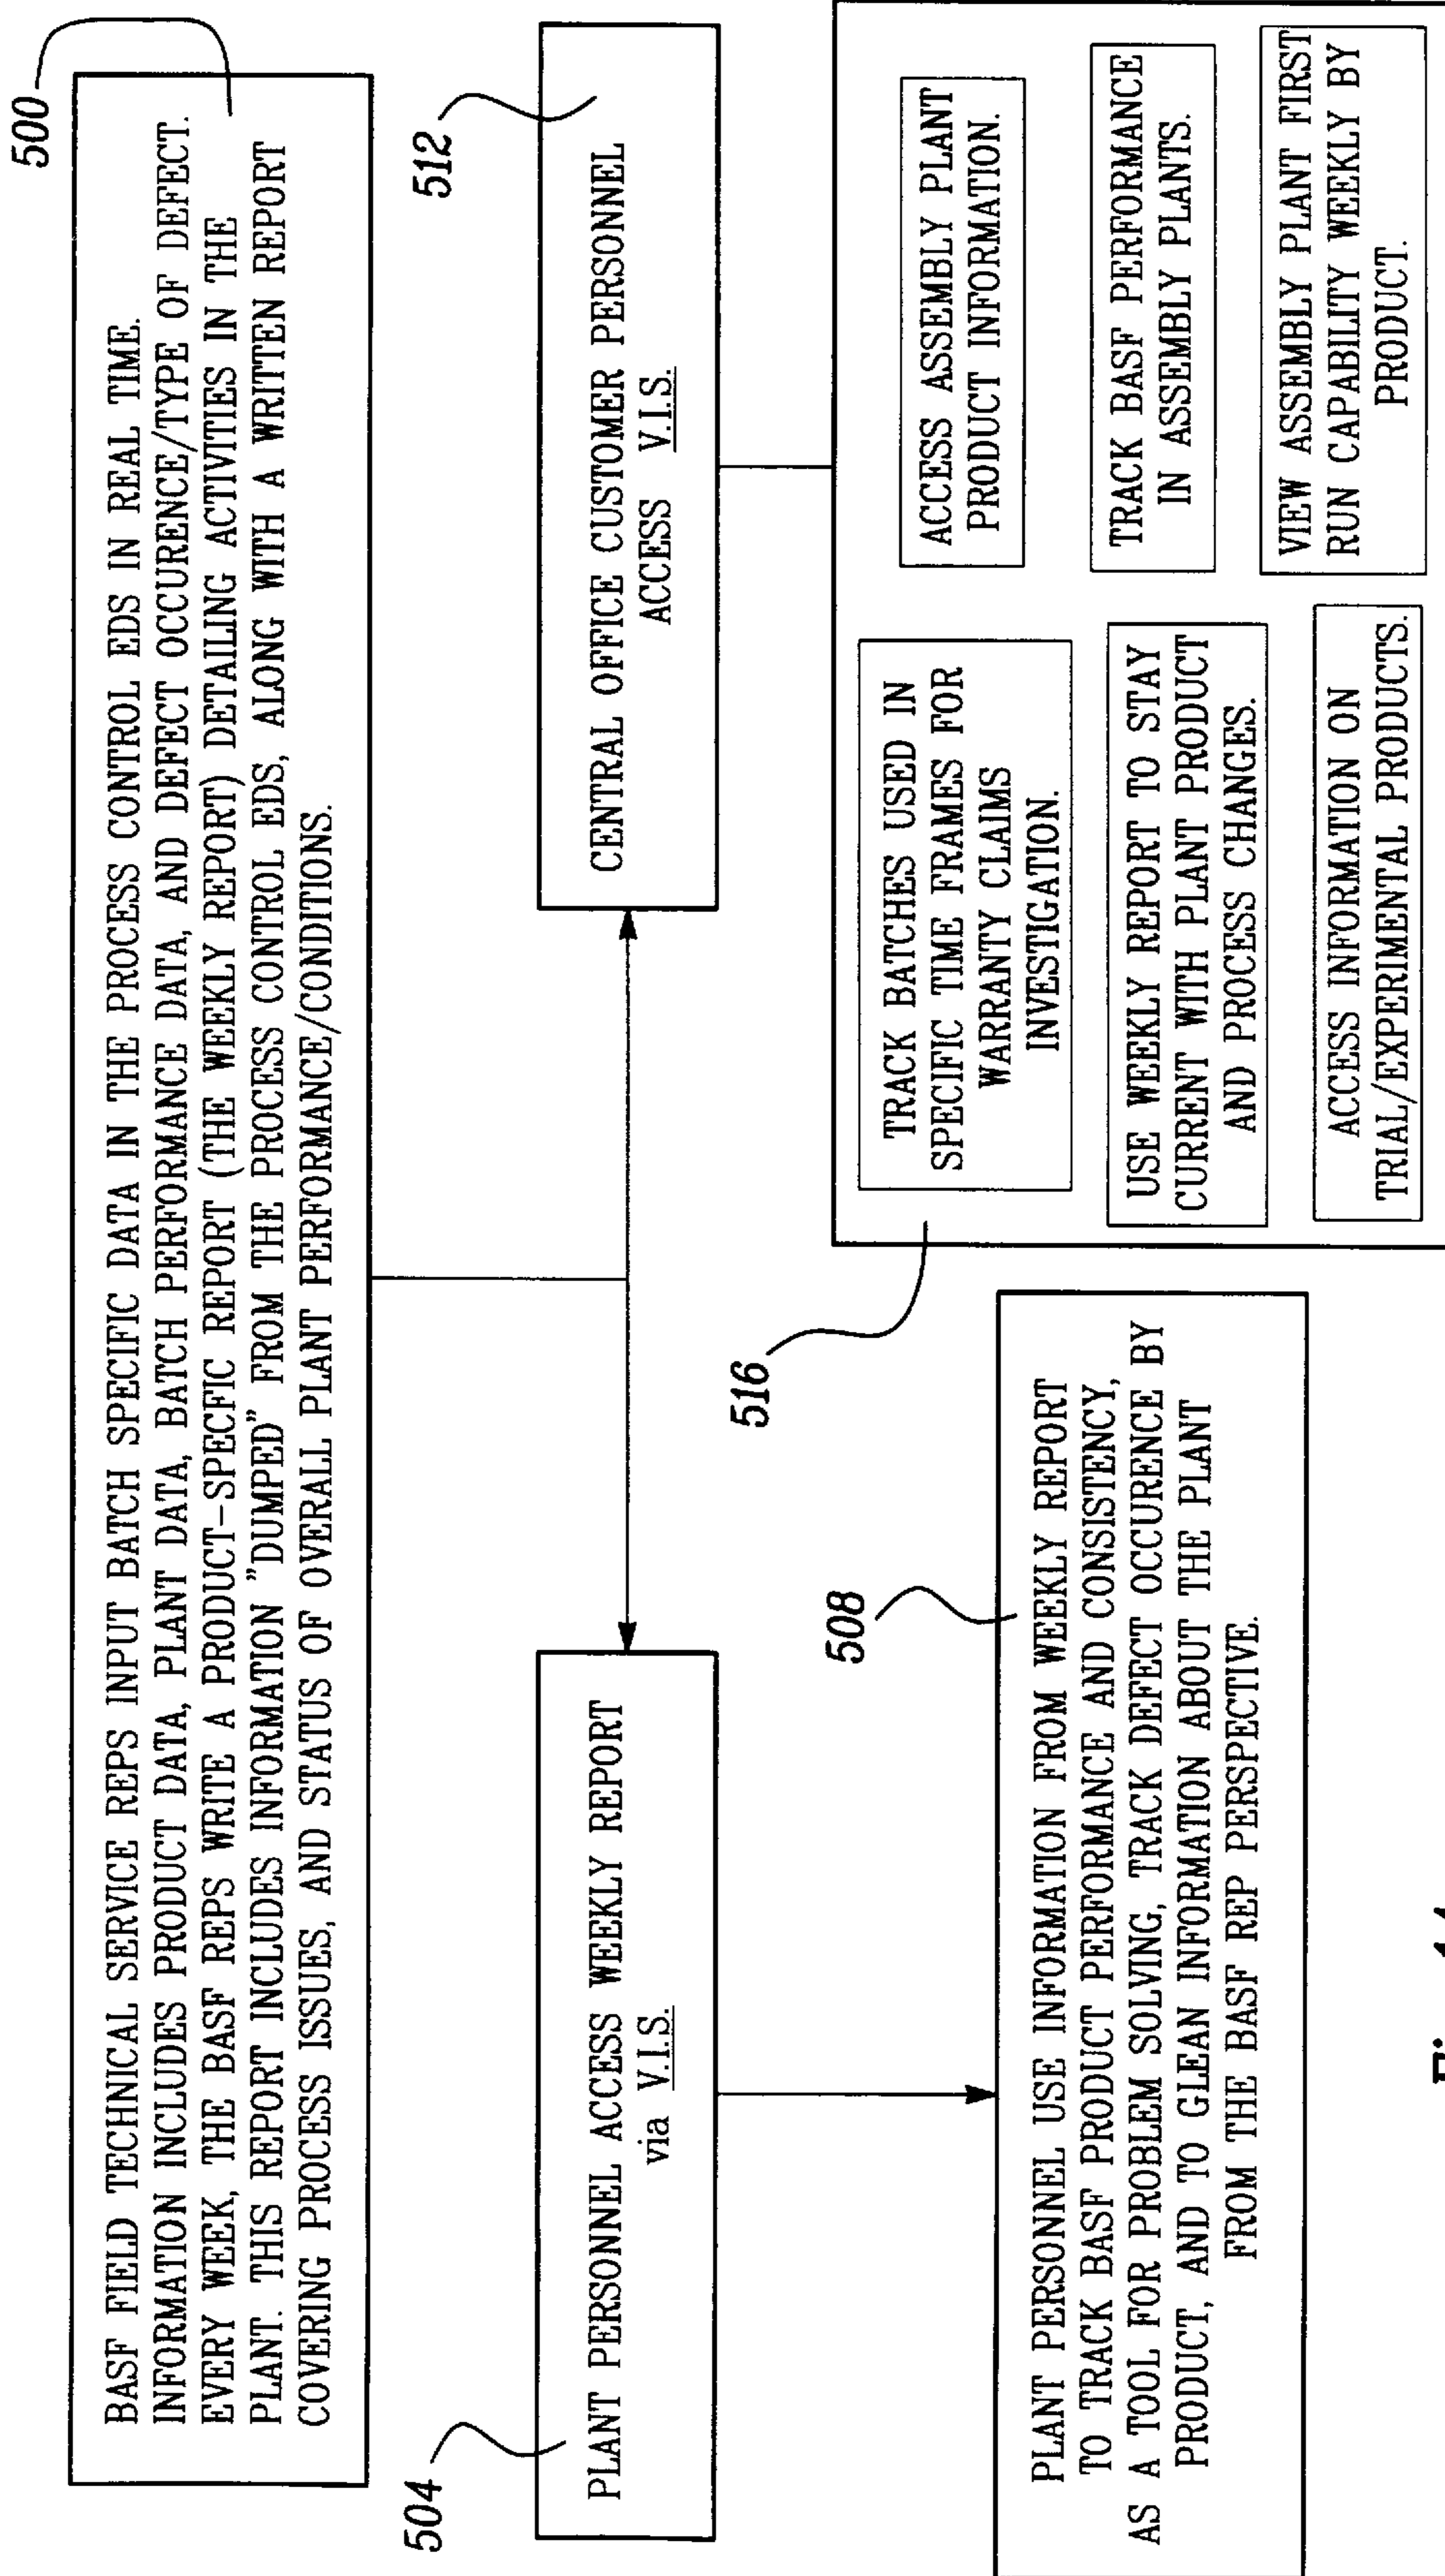 500
BASF FIELD TECHNICAL SERVICE REPS INPUT BATCH SPECIFIC DATA IN THE PROCESS CONTROL EDS IN REAL TIME.
INFORMATION INCLUDES PRODUCT DATA, PLANT DATA, BATCH PERFORMANCE DATA, AND DEFECT OCCURENCE/TYPE OF DEFECT.
EVERY WEEK, THE BASF REPS WRITE A PRODUCT-SPECFIC REPORT (THE WEEKLY REPORT) DETAILING ACTIVITIES IN THE
PLANT. THIS REPORT INCLUDES INFORMATION "DUMPED" FROM THE PROCESS CONTROL EDS, ALONG WITH A WRITTEN REPORT
COVERING PROCESS ISSUES, AND STATUS OF OVERALL PLANT PERFORMANCE/CONDITIONS.
504
PLANT PERSONNEL ACCESS WEEKLY REPORT
via V.I.S.
512
CENTRAL OFFICE CUSTOMER PERSONNEL
ACCESS V.I.S.
508
PLANT PERSONNEL USE INFORMATION FROM WEEKLY REPORT
TO TRACK BASF PRODUCT PERFORMANCE AND CONSISTENCY,
AS A TOOL FOR PROBLEM SOLVING, TRACK DEFECT OCCURENCE BY
PRODUCT, AND TO GLEAN INFORMATION ABOUT THE PLANT
FROM THE BASF REP PERSPECTIVE.
516
TRACK BATCHES USED IN
SPECIFIC TIME FRAMES FOR
WARRANTY CLAIMS
INVESTIGATION.
USE WEEKLY REPORT TO STAY
CURRENT WITH PLANT PRODUCT
AND PROCESS CHANGES.
ACCESS INFORMATION ON
TRIAL/EXPERIMENTAL PRODUCTS.
ACCESS ASSEMBLY PLANT
PRODUCT INFORMATION.
TRACK BASF PERFORMANCE
IN ASSEMBLY PLANTS.
VIEW ASSEMBLY PLANT FIRST
RUN CAPABILITY WEEKLY BY
PRODUCT.